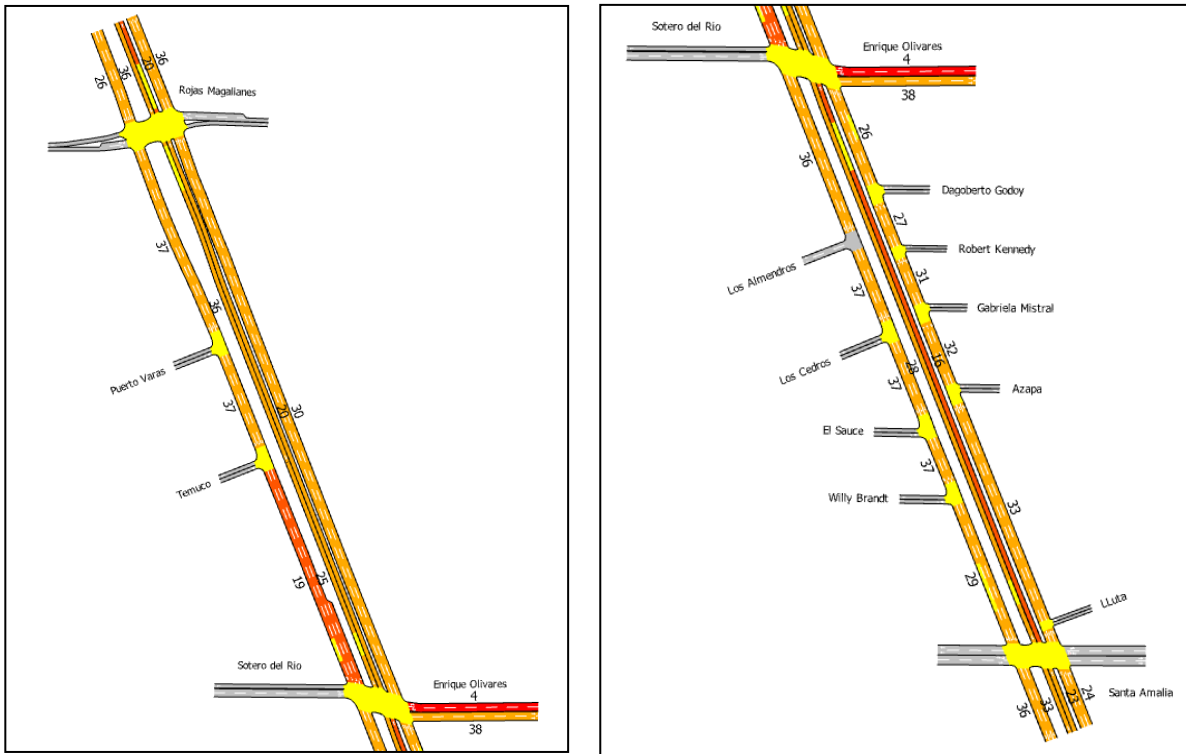 26
36
20
36
Rojas Magallanes
37
36
Puerto Varas
37
20
30
Temuco
19
25
Sotero del Rio
Enrique Olivares
4
38
Sotero del Rio
Enrique Olivares
4
38
36
26
Dagoberto Godoy
27
Robert Kennedy
Los Almendros
37
31
Gabriela Mistral
Los Cedros
28
37
16
32
Azapa
El Sauce
37
Willy Brandt
33
29
LLuta
Santa Amalia
36
33
23
24